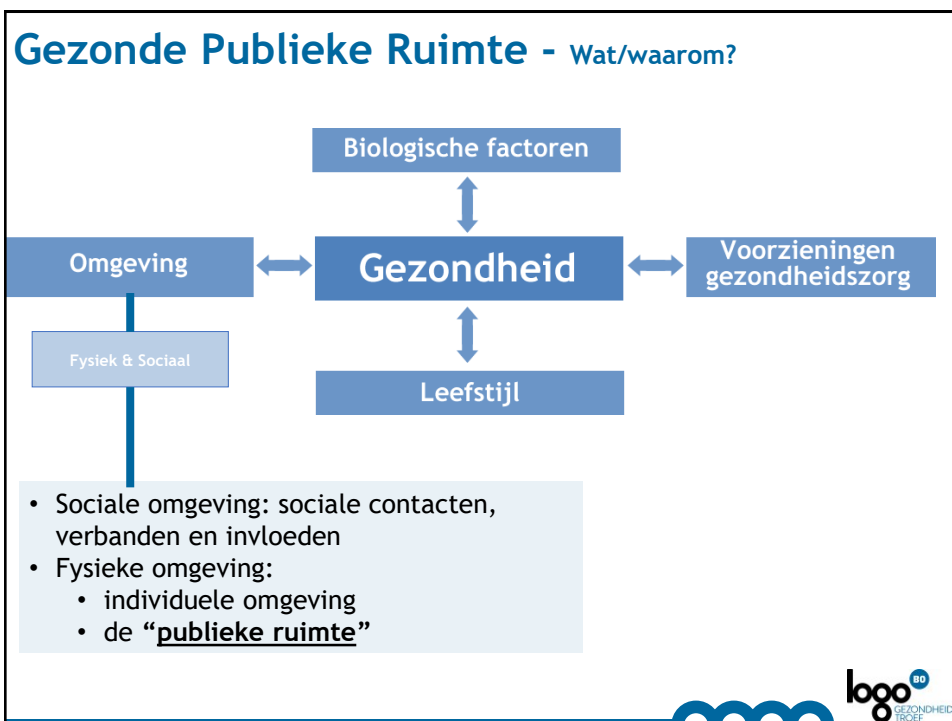 Gezonde Publieke Ruimte - Wat/waarom?
Biologische factoren
Omgeving
Gezondheid
Voorzieningen
gezondheidszorg
Fysiek & Sociaal
Leefstijl
• Sociale omgeving: sociale contacten,
verbanden en invloeden
• Fysieke omgeving:
• individuele omgeving
• de “publieke ruimte”
logo BO
GEZONDHEID
TROEF